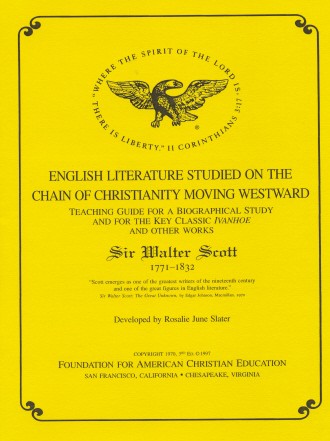 "WHERE THE SPIRIT OF THE LORD IS
"THERE IS LIBERTY." II CORINTHIANS 3:17
®
ENGLISH LITERATURE STUDIED ON THE
CHAIN OF CHRISTIANITY MOVING WESTWARD
TEACHING GUIDE FOR A BIOGRAPHICAL STUDY
AND FOR THE KEY CLASSIC IVANHOE
AND OTHER WORKS
Sir Walter Scott
1771–1832
"Scott emerges as one of the greatest writers of the nineteenth century
and one of the great figures in English literature."
Sir Walter Scott: The Great Unknown, by Edgar Johnson, Macmillan, 1970
Developed by Rosalie June Slater
FOUNDATION FOR AMERICAN CHRISTIAN EDUCATION
SAN FRANCISCO, CALIFORNIA • CHESAPEAKE, VIRGINIA